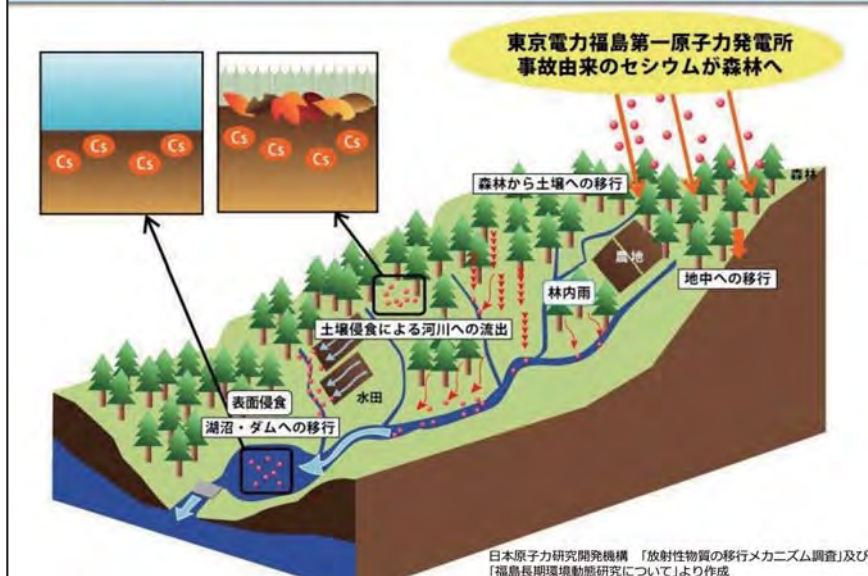 東京電力福島第一原子力発電所
事故由来のセシウムが森林へ
Cs
Cs
Cs
Cs
Cs
Cs
Cs
Cs
森林
森林から土壌への移行
農地
地中への移行
林内雨
土壌侵食による河川への流出
水田
表面侵食
湖沼・ダムへの移行
日本原子力研究開発機構 「放射性物質の移行メカニズム調査」及び
「福島長期環境動態研究について」より作成